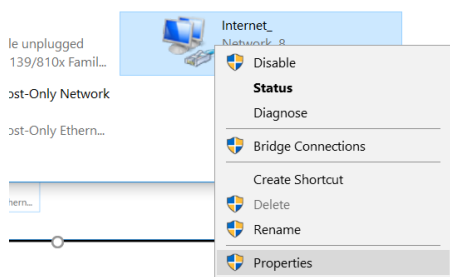 Internet_
Network 8
le unplugged
139/810x Famil...
ost-Only Network
ost-Only Ethern...
hern...
Disable
Status
Diagnose
Bridge Connections
Create Shortcut
Delete
Rename
Properties